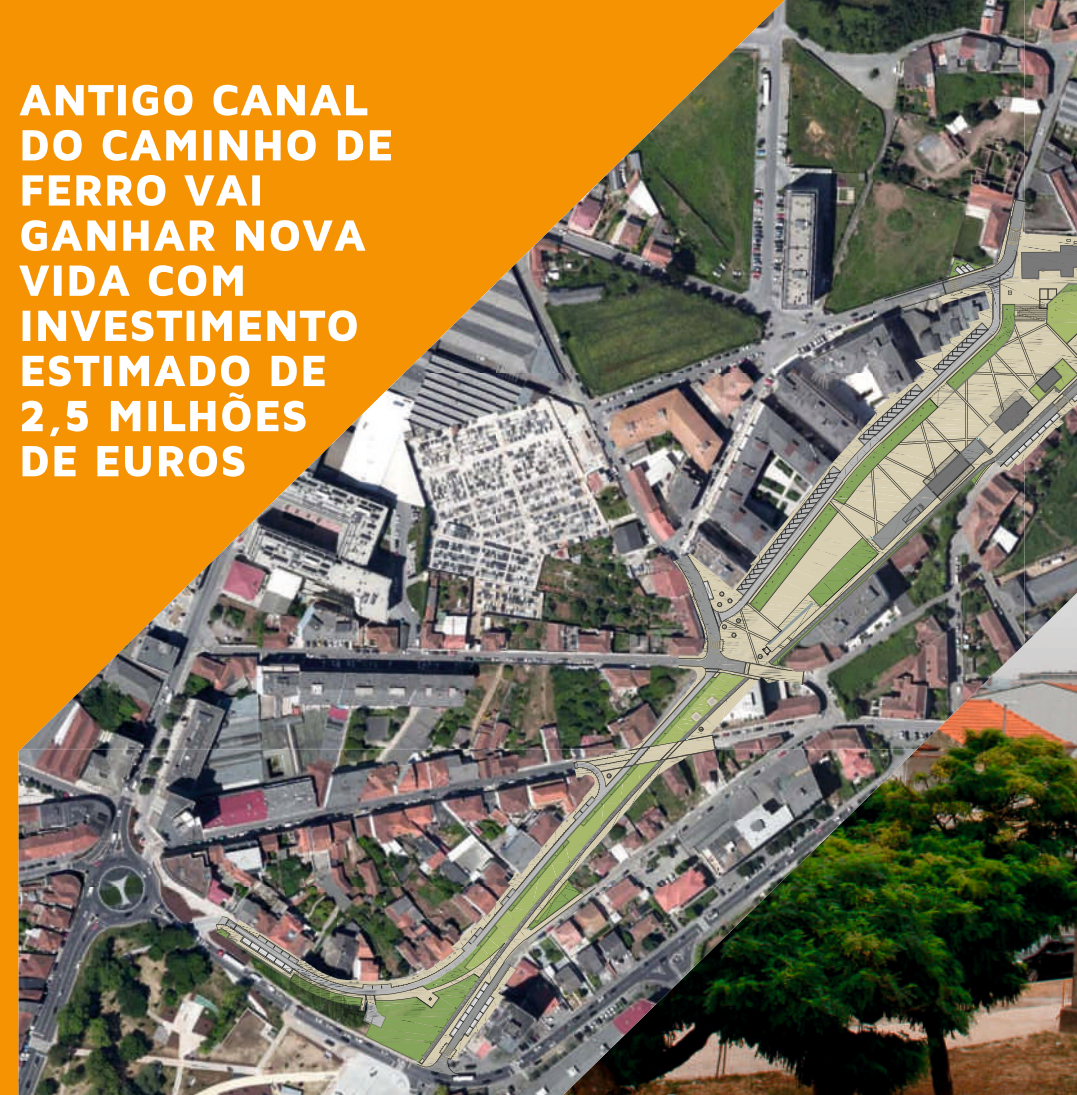 ANTIGO CANAL
DO CAMINHO DE
FERRO VAI
GANHAR NOVA
VIDA COM
INVESTIMENTO
ESTIMADO DE
2,5 MILHÕES
DE EUROS